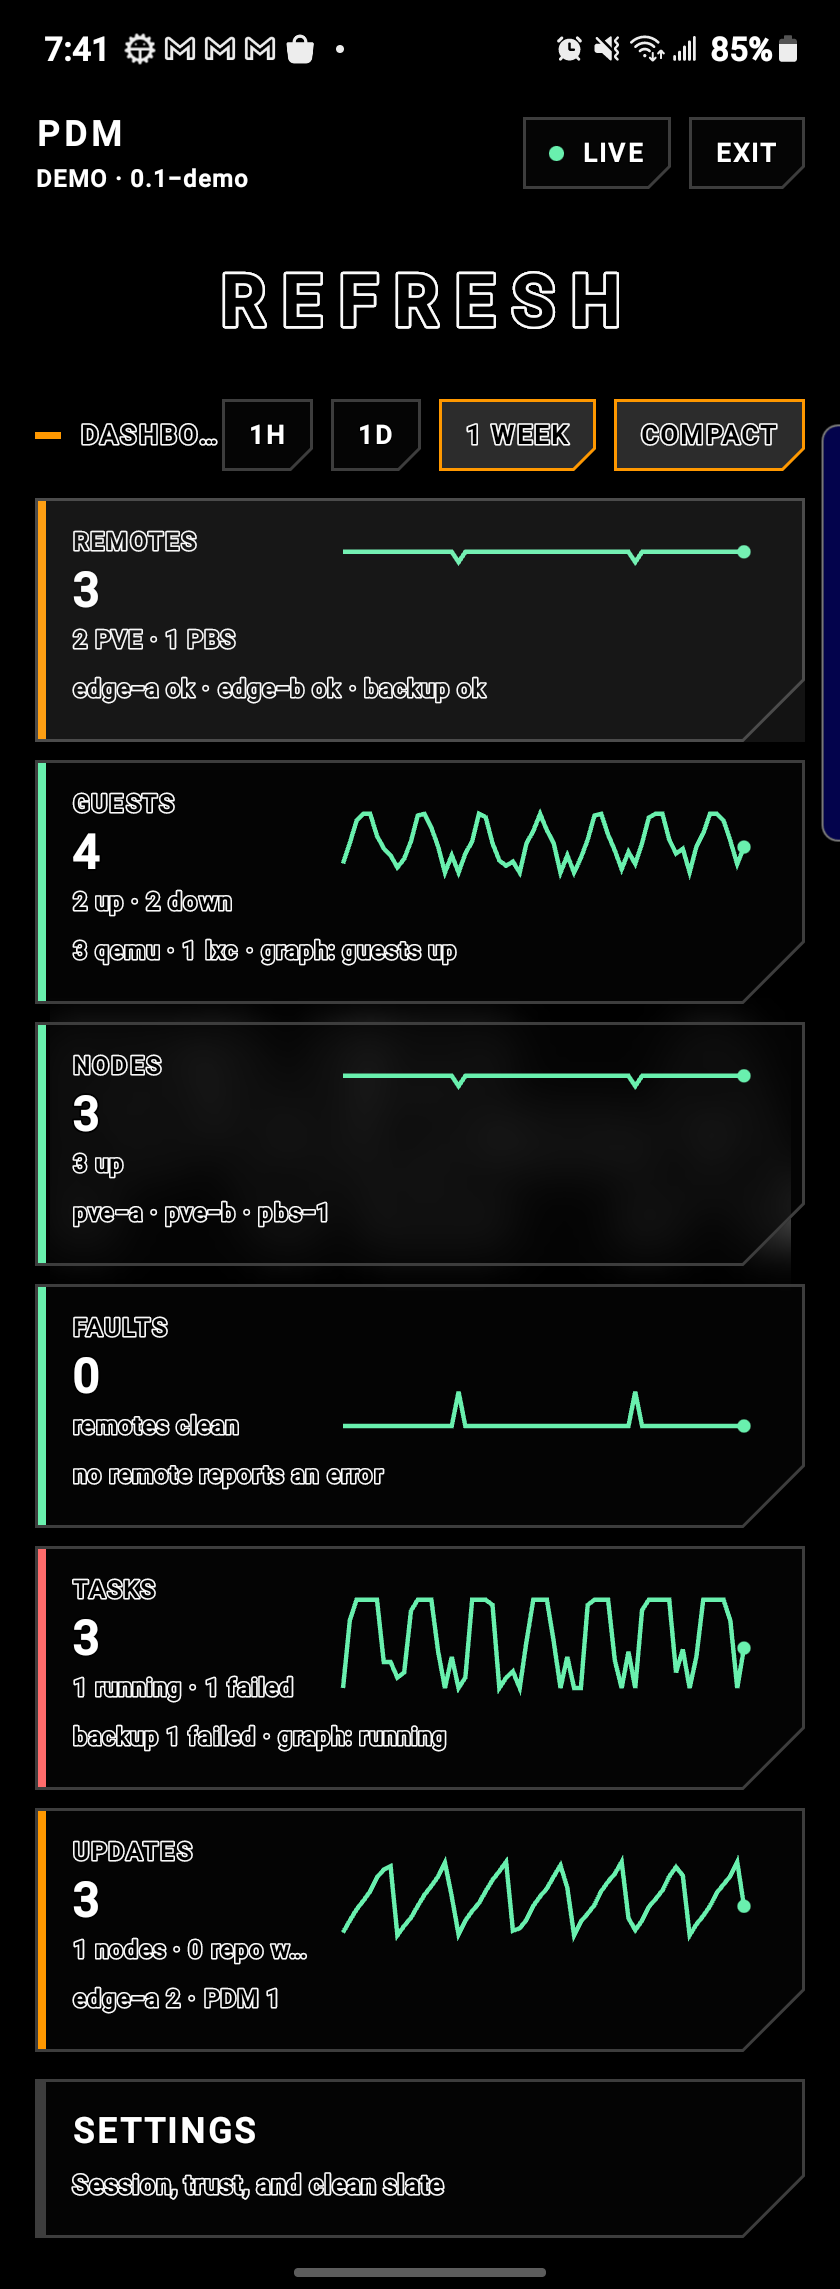 7:41
85%
PDM
DEMO · 0.1-demo
LIVE
EXIT
REFRESH
DASHBO...
1H
1D
1 WEEK
COMPACT
REMOTES
3
2 PVE · 1 PBS
edge-a ok · edge-b ok · backup ok
GUESTS
4
2 up · 2 down
3 qemu · 1 lxc · graph: guests up
NODES
3
3 up
pve-a · pve-b · pbs-1
FAULTS
0
remotes clean
no remote reports an error
TASKS
3
1 running · 1 failed
backup 1 failed · graph: running
UPDATES
3
1 nodes · 0 repo w...
edge-a 2 · PDM 1
SETTINGS
Session, trust, and clean slate